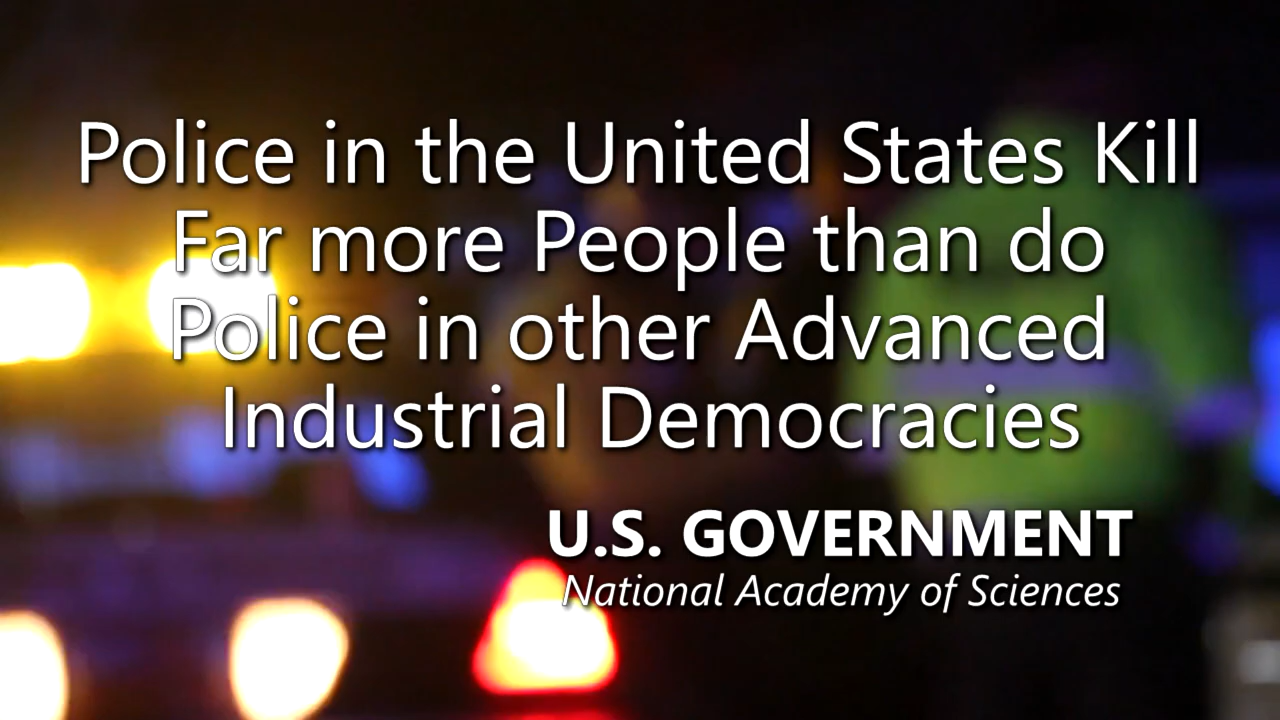 Police in the United States Kill
Far more People than do
Police in other Advanced
Industrial Democracies
U.S. GOVERNMENT
National Academy of Sciences